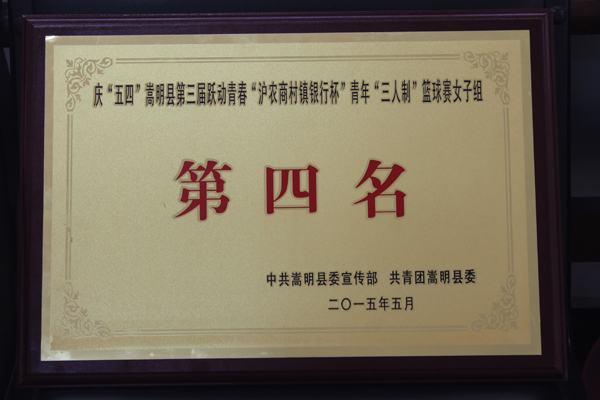 庆“五四”嵩明县第三届跃动青春“沪农商村镇银行杯”青年“三人制”篮球赛女子组
第四名
中共嵩明县委宣传部 共青团嵩明县委
二〇一五年五月